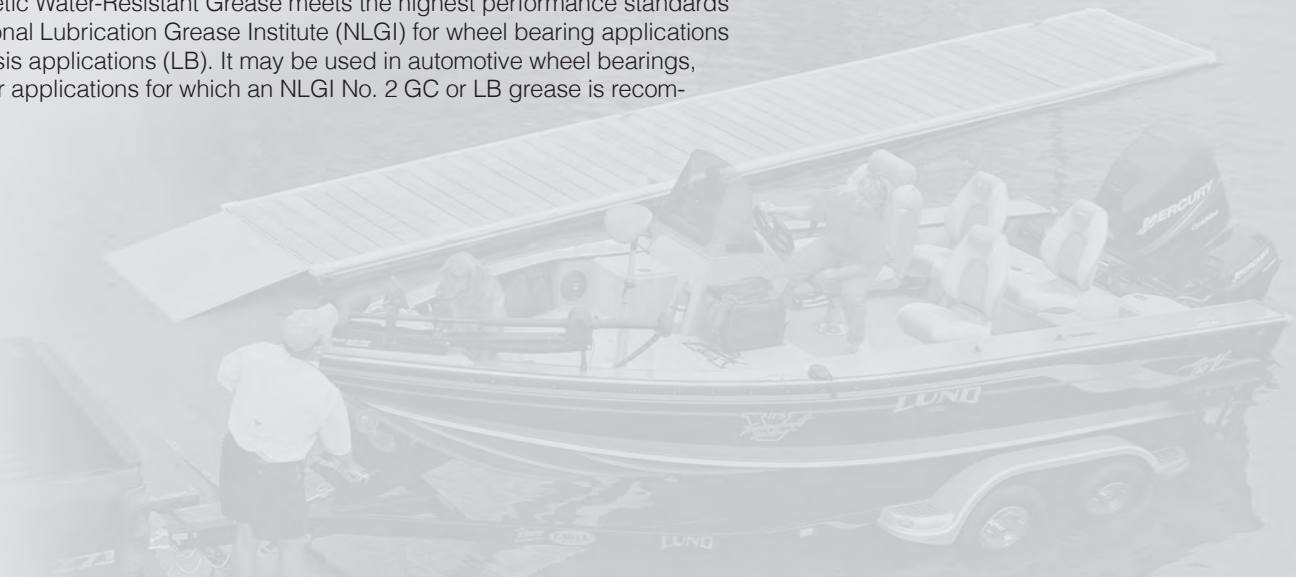 etic Water-Resistant Grease meets the highest performance standards
onal Lubrication Grease Institute (NLGI) for wheel bearing applications
sis applications (LB). It may be used in automotive wheel bearings,
r applications for which an NLGI No. 2 GC or LB grease is recom-
MERCURY
OptiMax
MERCURY
LUND
LUND